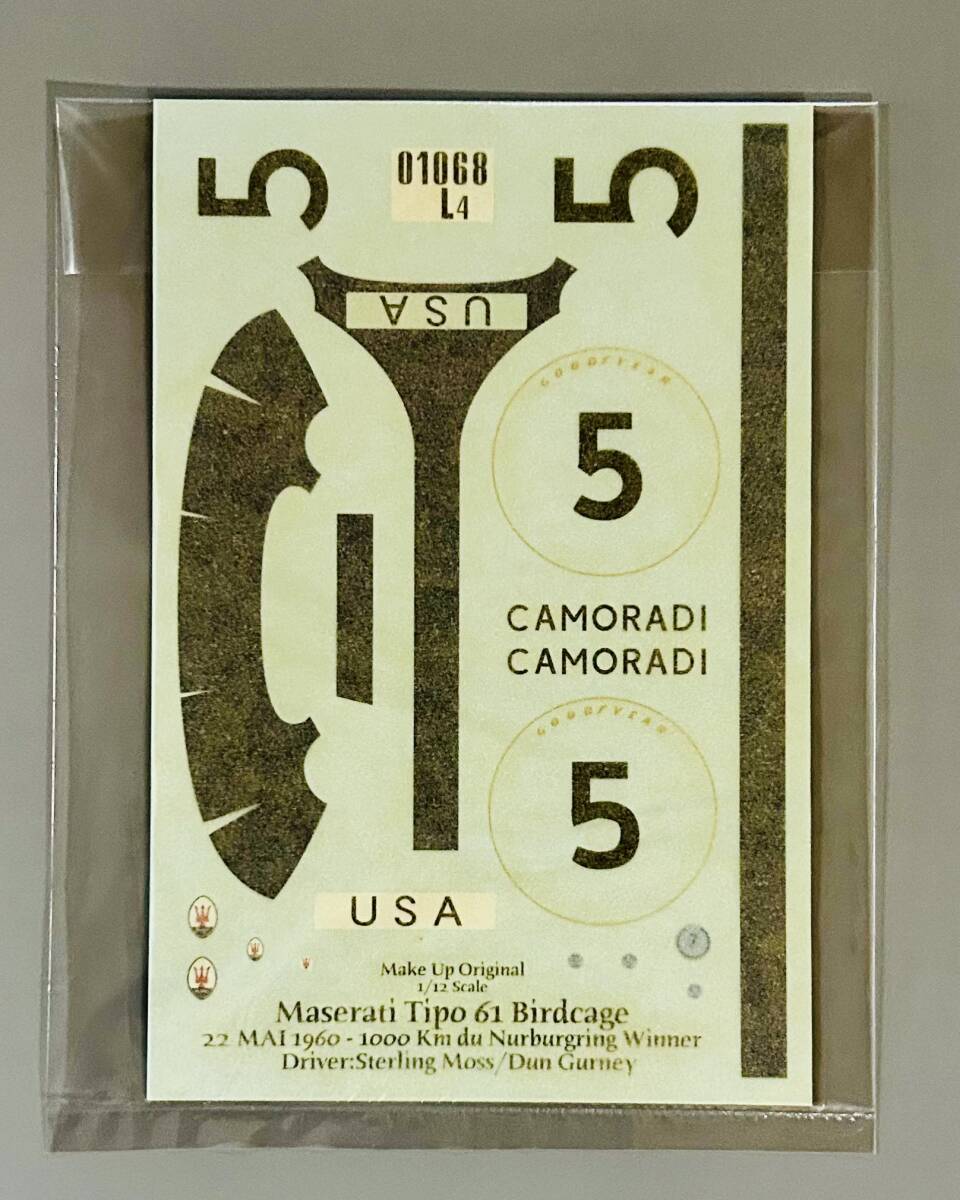 5
01068
L4
5
USA
GOODYEAR
5
CAMORADI
CAMORADI
GOODYEAR
5
USA
Make Up Original
1/12 Scale
Maserati Tipo 61 Birdcage
22 MAI 1960 - 1000 Km du Nurburgring Winner
Driver:Sterling Moss/Dun Gurney